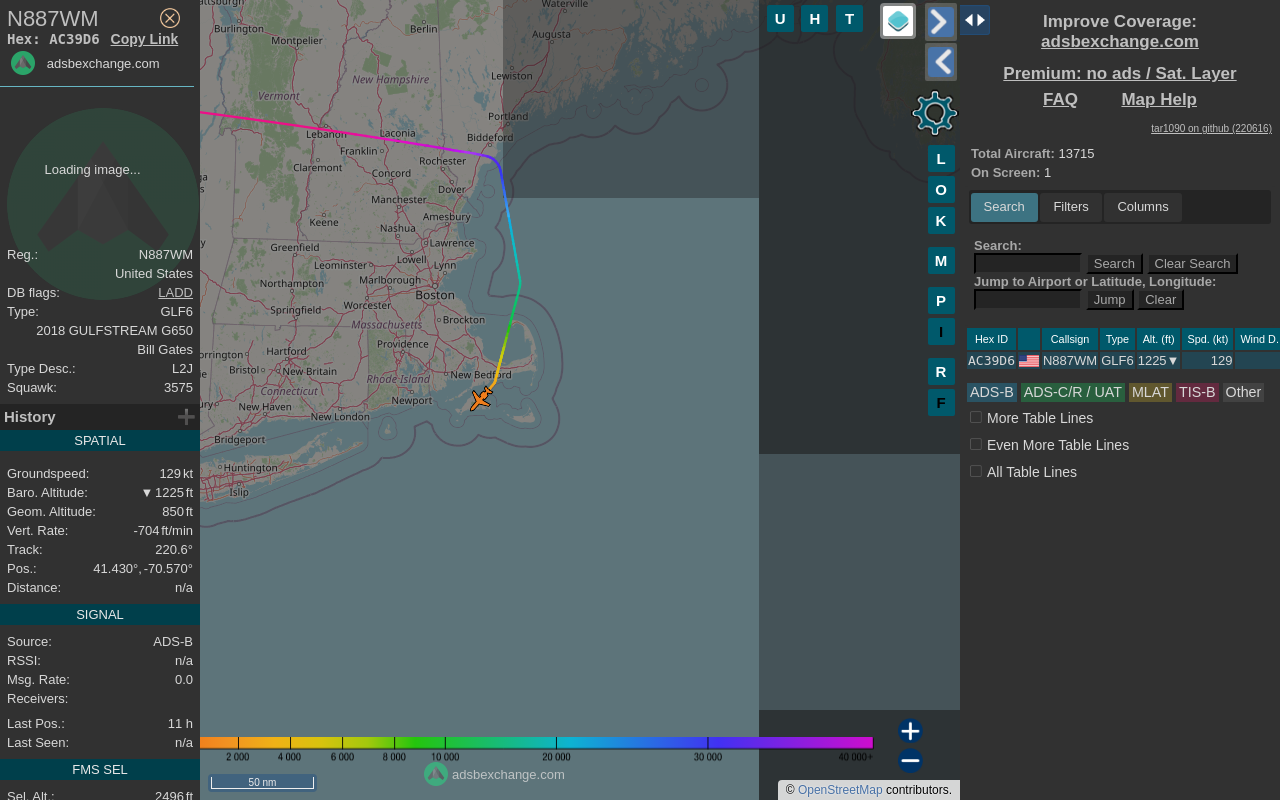 N887WM
Hex: AC39D6 Copy Link
adsbexchange.com
Loading image...
Reg.: N887WM
United States
DB flags: LADD
Type: GLF6
2018 GULFSTREAM G650
Bill Gates
Type Desc.: L2J
Squawk: 3575
History
SPATIAL
Groundspeed: 129 kt
Baro. Altitude: ▼ 1225 ft
Geom. Altitude: 850 ft
Vert. Rate: -704 ft/min
Track: 220.6°
Pos.: 41.430°, -70.570°
Distance: n/a
SIGNAL
Source: ADS-B
RSSI: n/a
Msg. Rate: 0.0
Receivers:
Last Pos.: 11 h
Last Seen: n/a
FMS SEL
Sel. Alt.: 2496 ft
Waterville
Burlington
Berlin
Montpelier
Augusta
Lewiston
New Hampshire
Vermont
Portland
Lebanon
Laconia
Biddeford
Franklin
Rochester
Claremont
Concord
Dover
Manchester
Amesbury
Keene
Nashua
Lawrence
Greenfield
Lowell
Leominster
Lynn
Northampton
Marlborough
Boston
Worcester
Springfield
Massachusetts
Brockton
Providence
Hartford
Bristol
New Britain
Rhode Island
New Bedford
Connecticut
Newport
New Haven
New London
Bridgeport
Huntington
Islip
U H T
L
O
K
M
P
I
R
F
2 000 4 000 6 000 8 000 10 000 20 000 30 000 40 000+
adsbexchange.com
50 nm
© OpenStreetMap contributors.
Improve Coverage:
adsbexchange.com
Premium: no ads / Sat. Layer
FAQ Map Help
tar1090 on github (220616)
Total Aircraft: 13715
On Screen: 1
Search Filters Columns
Search:
Search Clear Search
Jump to Airport or Latitude, Longitude:
Jump Clear
Hex ID Callsign Type Alt. (ft) Spd. (kt) Wind D.
AC39D6 N887WM GLF6 1225▼ 129
ADS-B ADS-C/R / UAT MLAT TIS-B Other
More Table Lines
Even More Table Lines
All Table Lines